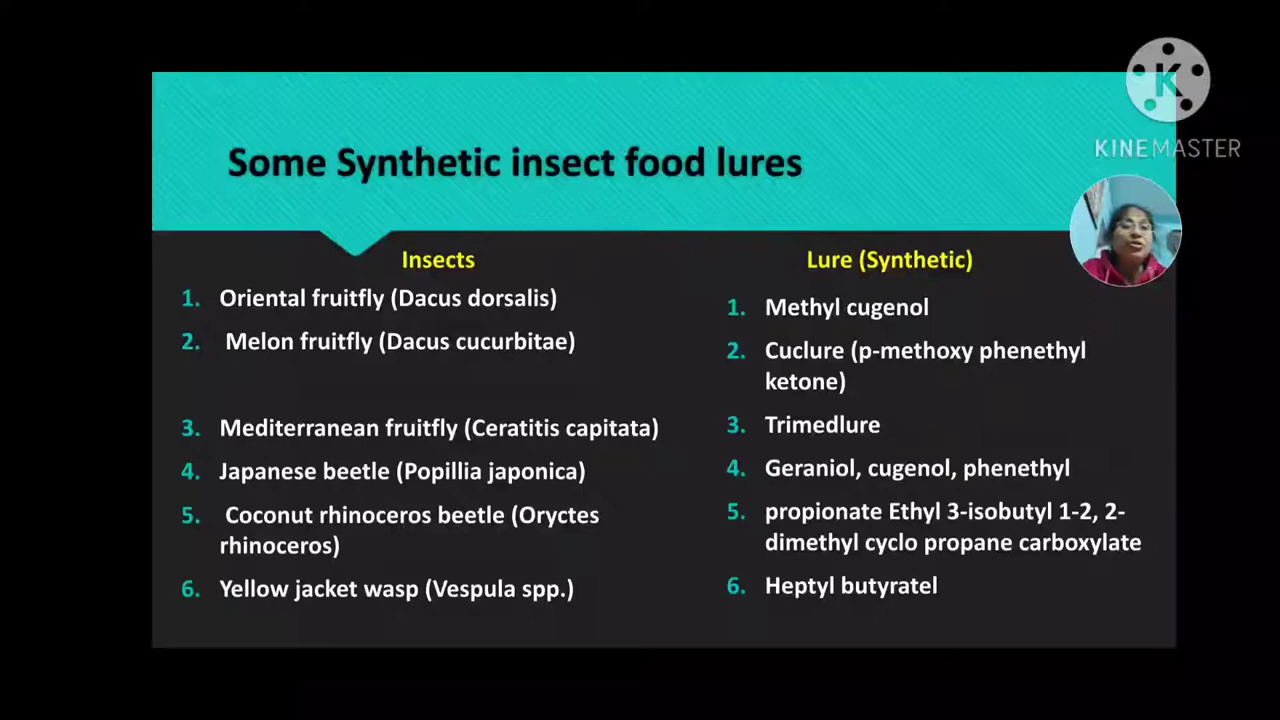 KINEMASTER
Some Synthetic insect food lures
Insects
1. Oriental fruitfly (Dacus dorsalis)
2. Melon fruitfly (Dacus cucurbitae)
3. Mediterranean fruitfly (Ceratitis capitata)
4. Japanese beetle (Popillia japonica)
5. Coconut rhinoceros beetle (Oryctes
rhinoceros)
6. Yellow jacket wasp (Vespula spp.)
Lure (Synthetic)
1. Methyl cugenol
2. Cuclure (p-methoxy phenethyl
ketone)
3. Trimedlure
4. Geraniol, cugenol, phenethyl
5. propionate Ethyl 3-isobutyl 1-2, 2-
dimethyl cyclo propane carboxylate
6. Heptyl butyratel